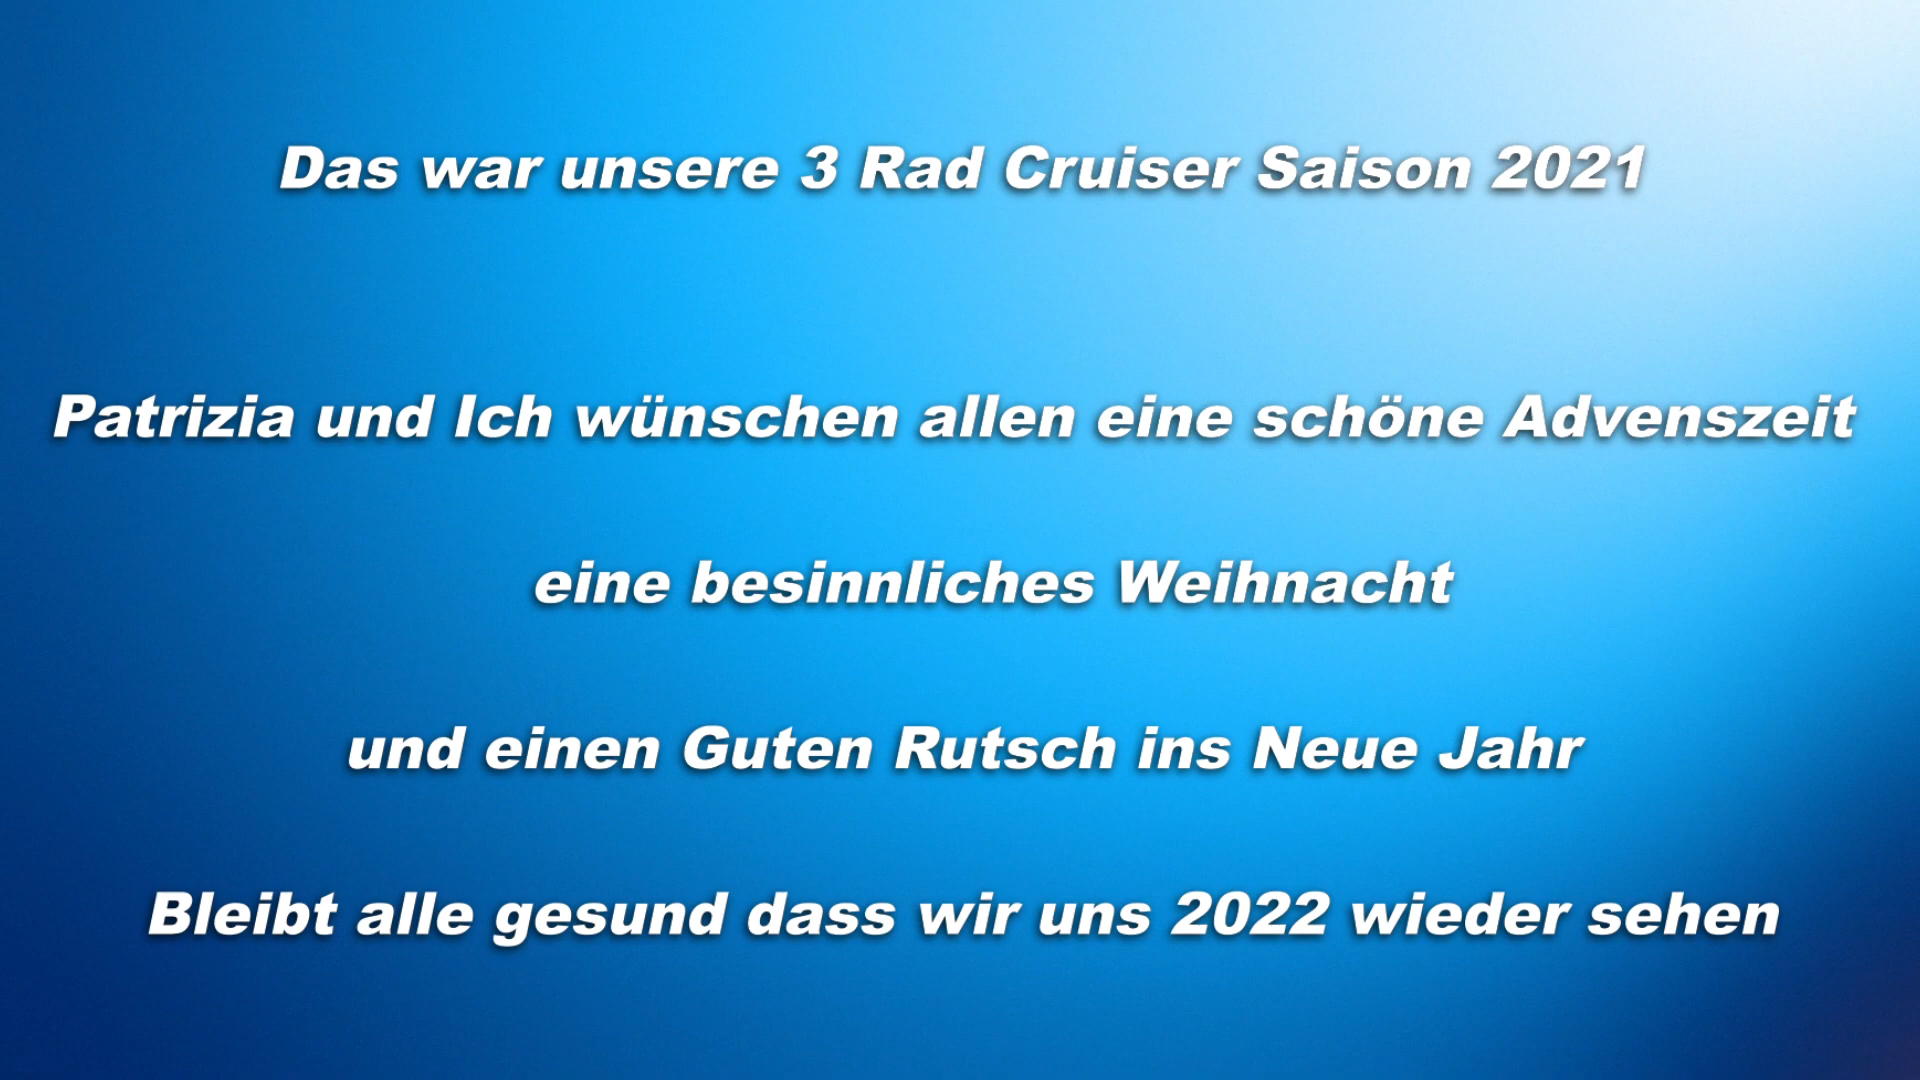 Das war unsere 3 Rad Cruiser Saison 2021
Patrizia und Ich wünschen allen eine schöne Advenszeit
eine besinnliches Weihnacht
und einen Guten Rutsch ins Neue Jahr
Bleibt alle gesund dass wir uns 2022 wieder sehen